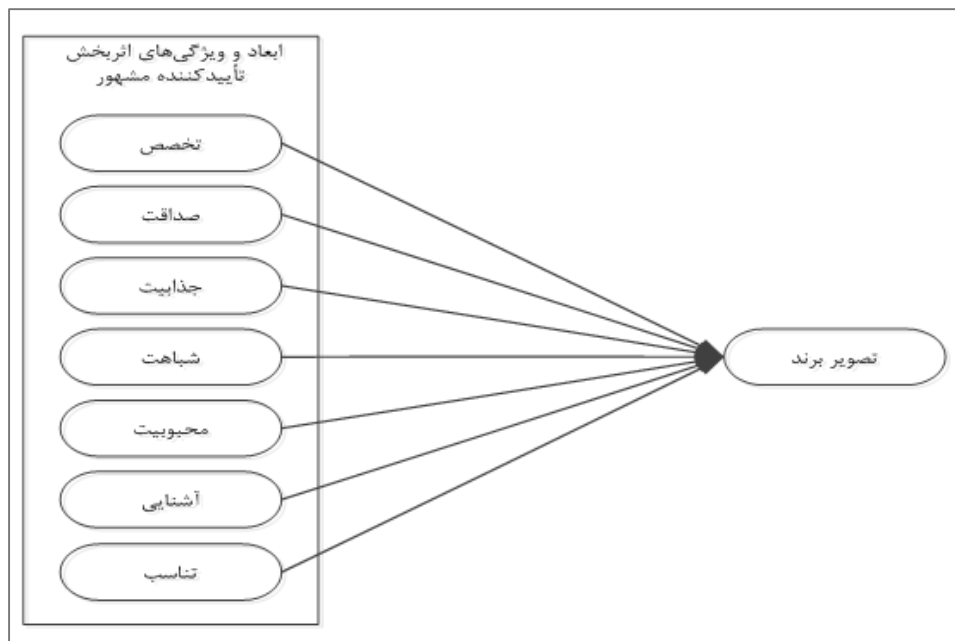 ابعاد و ویژگی‌های اثربخش
تأییدکننده مشهور
تخصص
صداقت
جذابیت
شباهت
محبوبیت
آشنایی
تناسب
تصویر برند